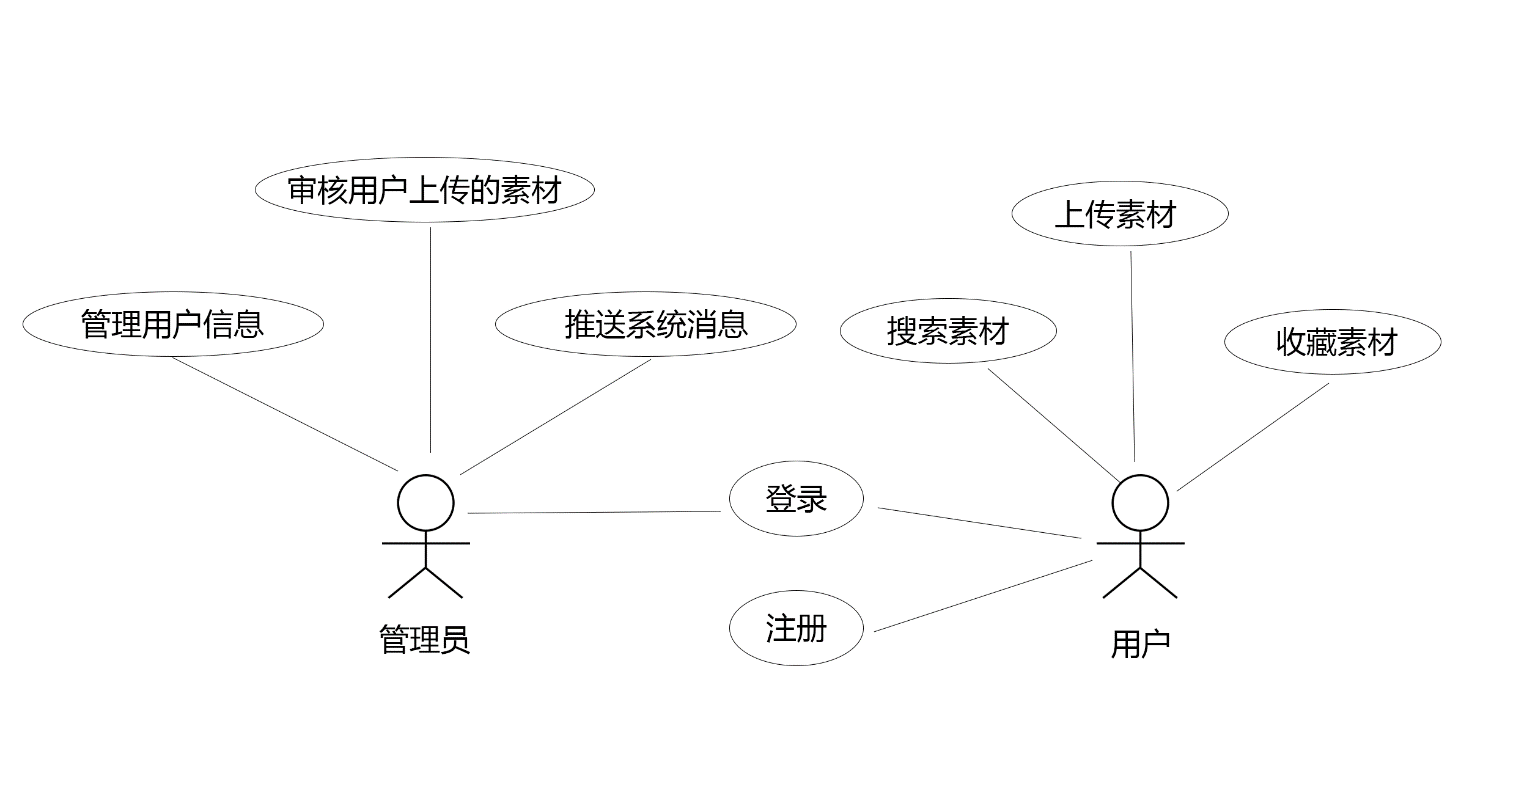 审核用户上传的素材
上传素材
管理用户信息
推送系统消息
搜索素材
收藏素材
登录
注册
管理员
用户